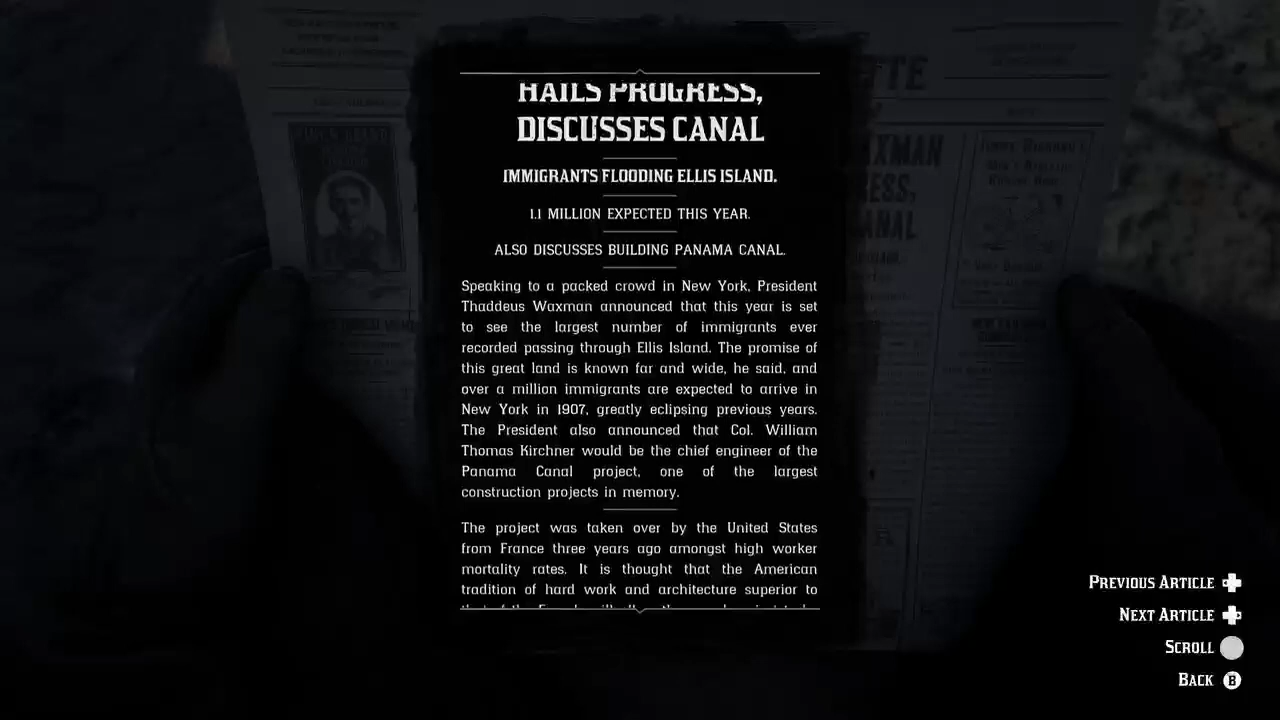 HAILS PROGRESS,
DISCUSSES CANAL
IMMIGRANTS FLOODING ELLIS ISLAND.
1.1 MILLION EXPECTED THIS YEAR.
ALSO DISCUSSES BUILDING PANAMA CANAL.
Speaking to a packed crowd in New York, President
Thaddeus Waxman announced that this year is set
to see the largest number of immigrants ever
recorded passing through Ellis Island. The promise of
this great land is known far and wide, he said, and
over a million immigrants are expected to arrive in
New York in 1907, greatly eclipsing previous years.
The President also announced that Col. William
Thomas Kirchner would be the chief engineer of the
Panama Canal project, one of the largest
construction projects in memory.
The project was taken over by the United States
from France three years ago amongst high worker
mortality rates. It is thought that the American
tradition of hard work and architecture superior to
PREVIOUS ARTICLE
NEXT ARTICLE
SCROLL
BACK B